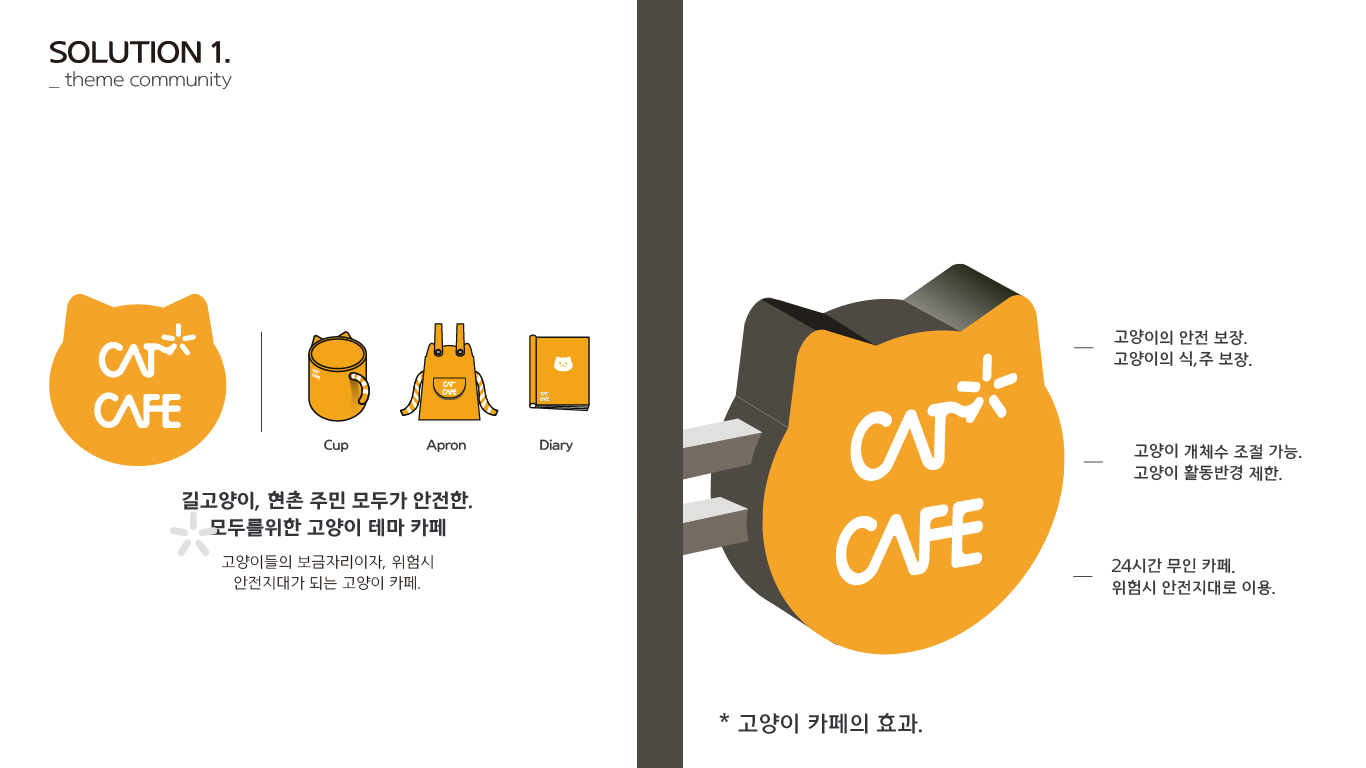 SOLUTION 1.
_ theme community
CAT
CAFE
CAT
CAFE
CAT
CAFE
CAT
CAFE
Cup
Apron
Diary
길고양이, 현촌 주민 모두가 안전한.
모두를위한 고양이 테마 카페
고양이들의 보금자리이자, 위험시
안전지대가 되는 고양이 카페.
CAT
CAFE
고양이의 안전 보장.
고양이의 식,주 보장.
고양이 개체수 조절 가능.
고양이 활동반경 제한.
24시간 무인 카페.
위험시 안전지대로 이용.
* 고양이 카페의 효과.